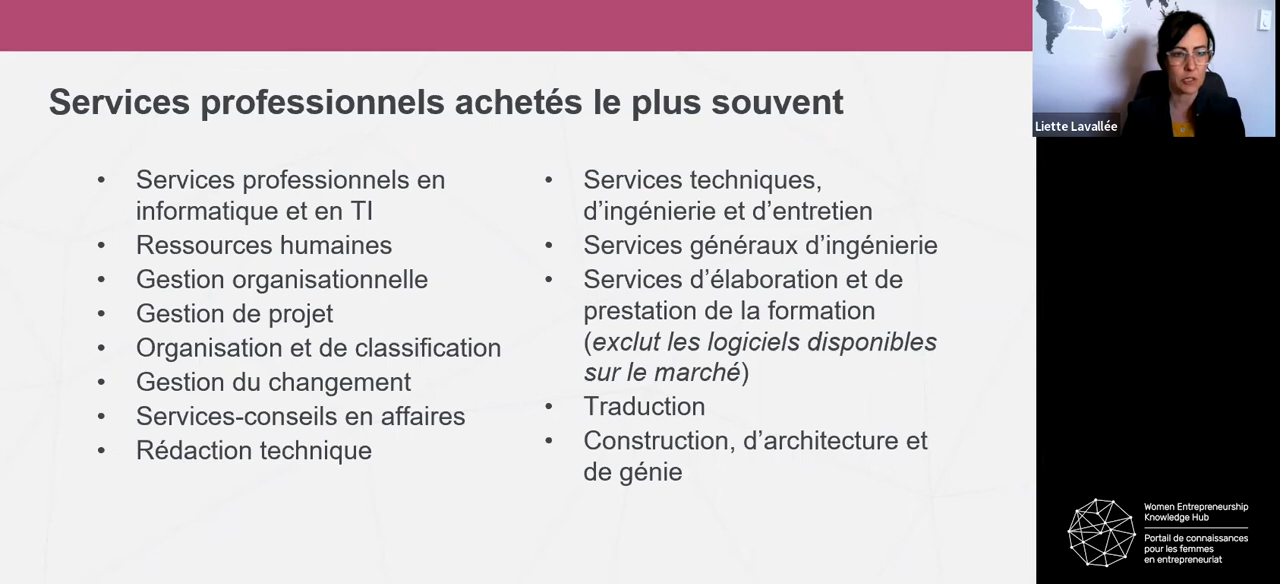 Services professionnels achetés le plus souvent
• Services professionnels en
informatique et en TI
• Ressources humaines
• Gestion organisationnelle
• Gestion de projet
• Organisation et de classification
• Gestion du changement
• Services-conseils en affaires
• Rédaction technique
• Services techniques,
d’ingénierie et d’entretien
• Services généraux d’ingénierie
• Services d’élaboration et de
prestation de la formation
(exclut les logiciels disponibles
sur le marché)
• Traduction
• Construction, d’architecture et
de génie
Liette Lavallée
Women Entrepreneurship
Knowledge Hub
Portail de connaissances
pour les femmes
en entrepreneuriat